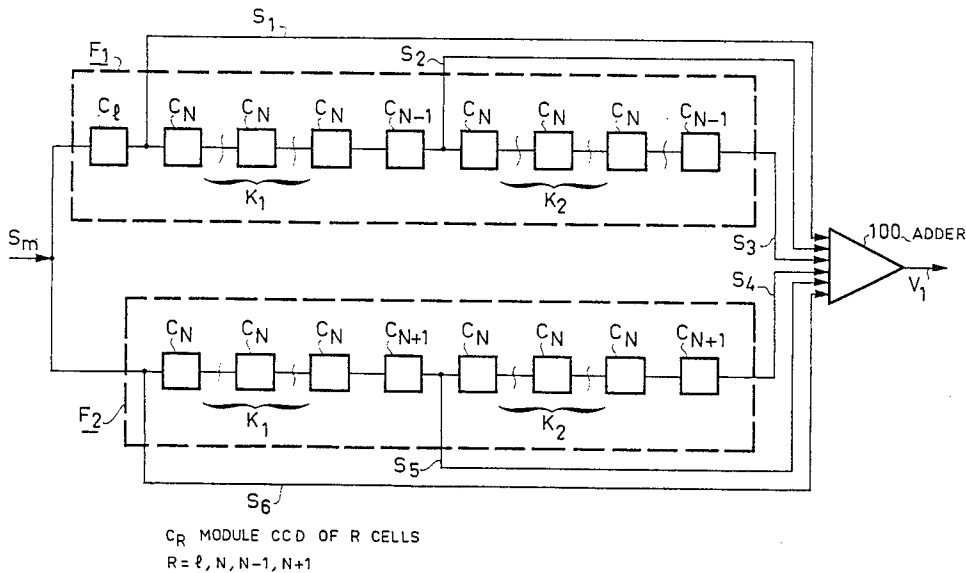 S1
F1
S2
Cℓ CN CN CN CN-1 CN CN CN CN-1
K1 K2
Sm
S3
S4
100 ADDER
V1
CN CN CN CN+1 CN CN CN CN+1
K1 K2
F2
S5
S6
CR MODULE CCD OF R CELLS
R = ℓ, N, N-1, N+1